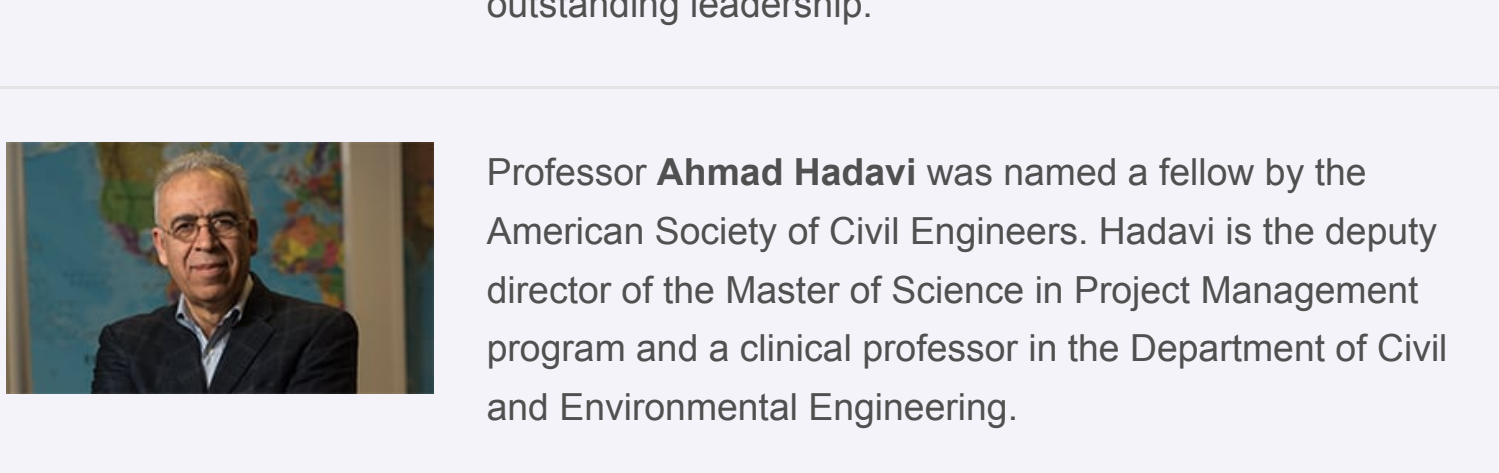 outstanding leadership.
Professor Ahmad Hadavi was named a fellow by the
American Society of Civil Engineers. Hadavi is the deputy
director of the Master of Science in Project Management
program and a clinical professor in the Department of Civil
and Environmental Engineering.